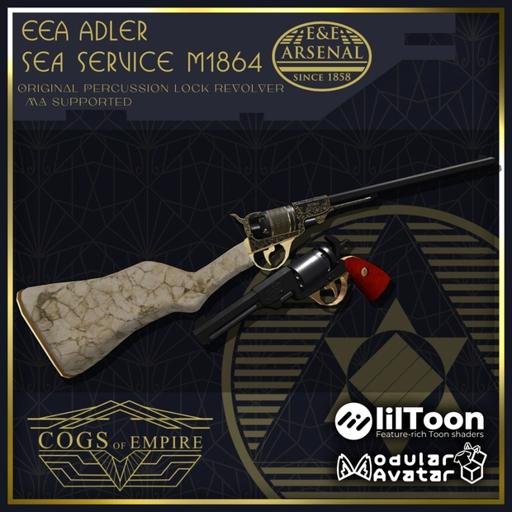 EEA ADLER
SEA SERVICE M1864
ORIGINAL PERCUSSION LOCK REVOLVER
MA SUPPORTED
E&E
ARSENAL
SINCE 1858
COGS OF EMPIRE
lilToon
Feature-rich Toon shaders
Modular
Avatar